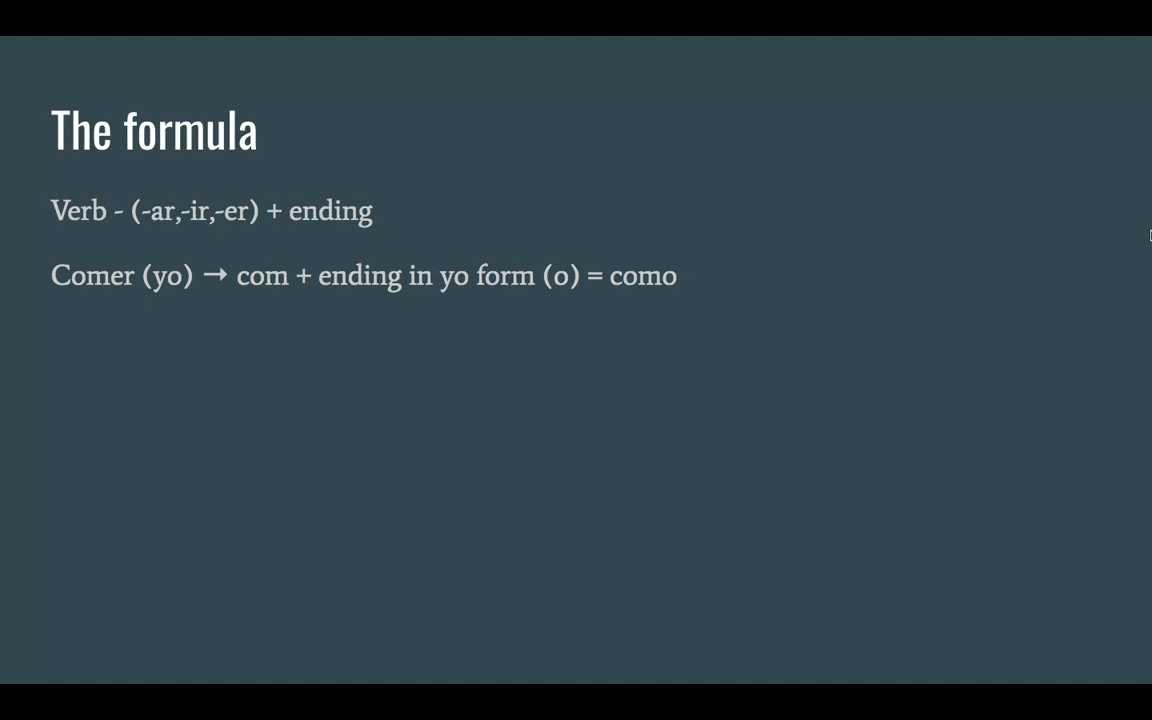 The formula
Verb - (-ar,-ir,-er) + ending
Comer (yo) → com + ending in yo form (o) = como